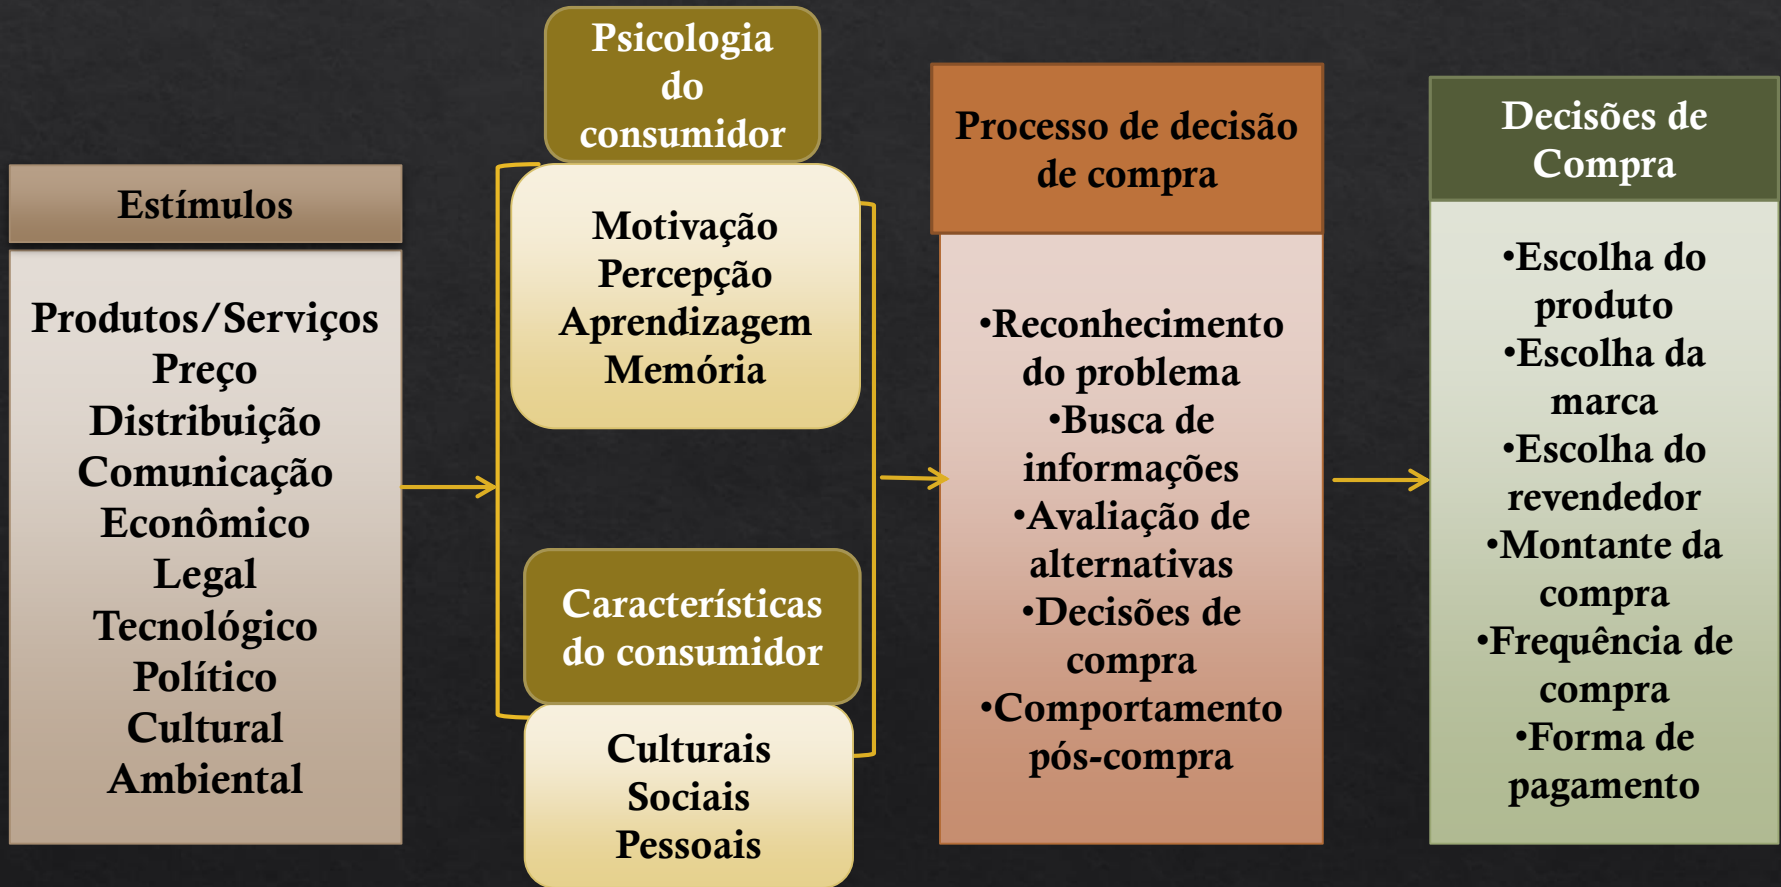 Estímulos
Produtos/Serviços
Preço
Distribuição
Comunicação
Econômico
Legal
Tecnológico
Político
Cultural
Ambiental
Psicologia
do
consumidor
Motivação
Percepção
Aprendizagem
Memória
Características
do consumidor
Culturais
Sociais
Pessoais
Processo de decisão
de compra
•Reconhecimento
do problema
•Busca de
informações
•Avaliação de
alternativas
•Decisões de
compra
•Comportamento
pós-compra
Decisões de
Compra
•Escolha do
produto
•Escolha da
marca
•Escolha do
revendedor
•Montante da
compra
•Frequência de
compra
•Forma de
pagamento